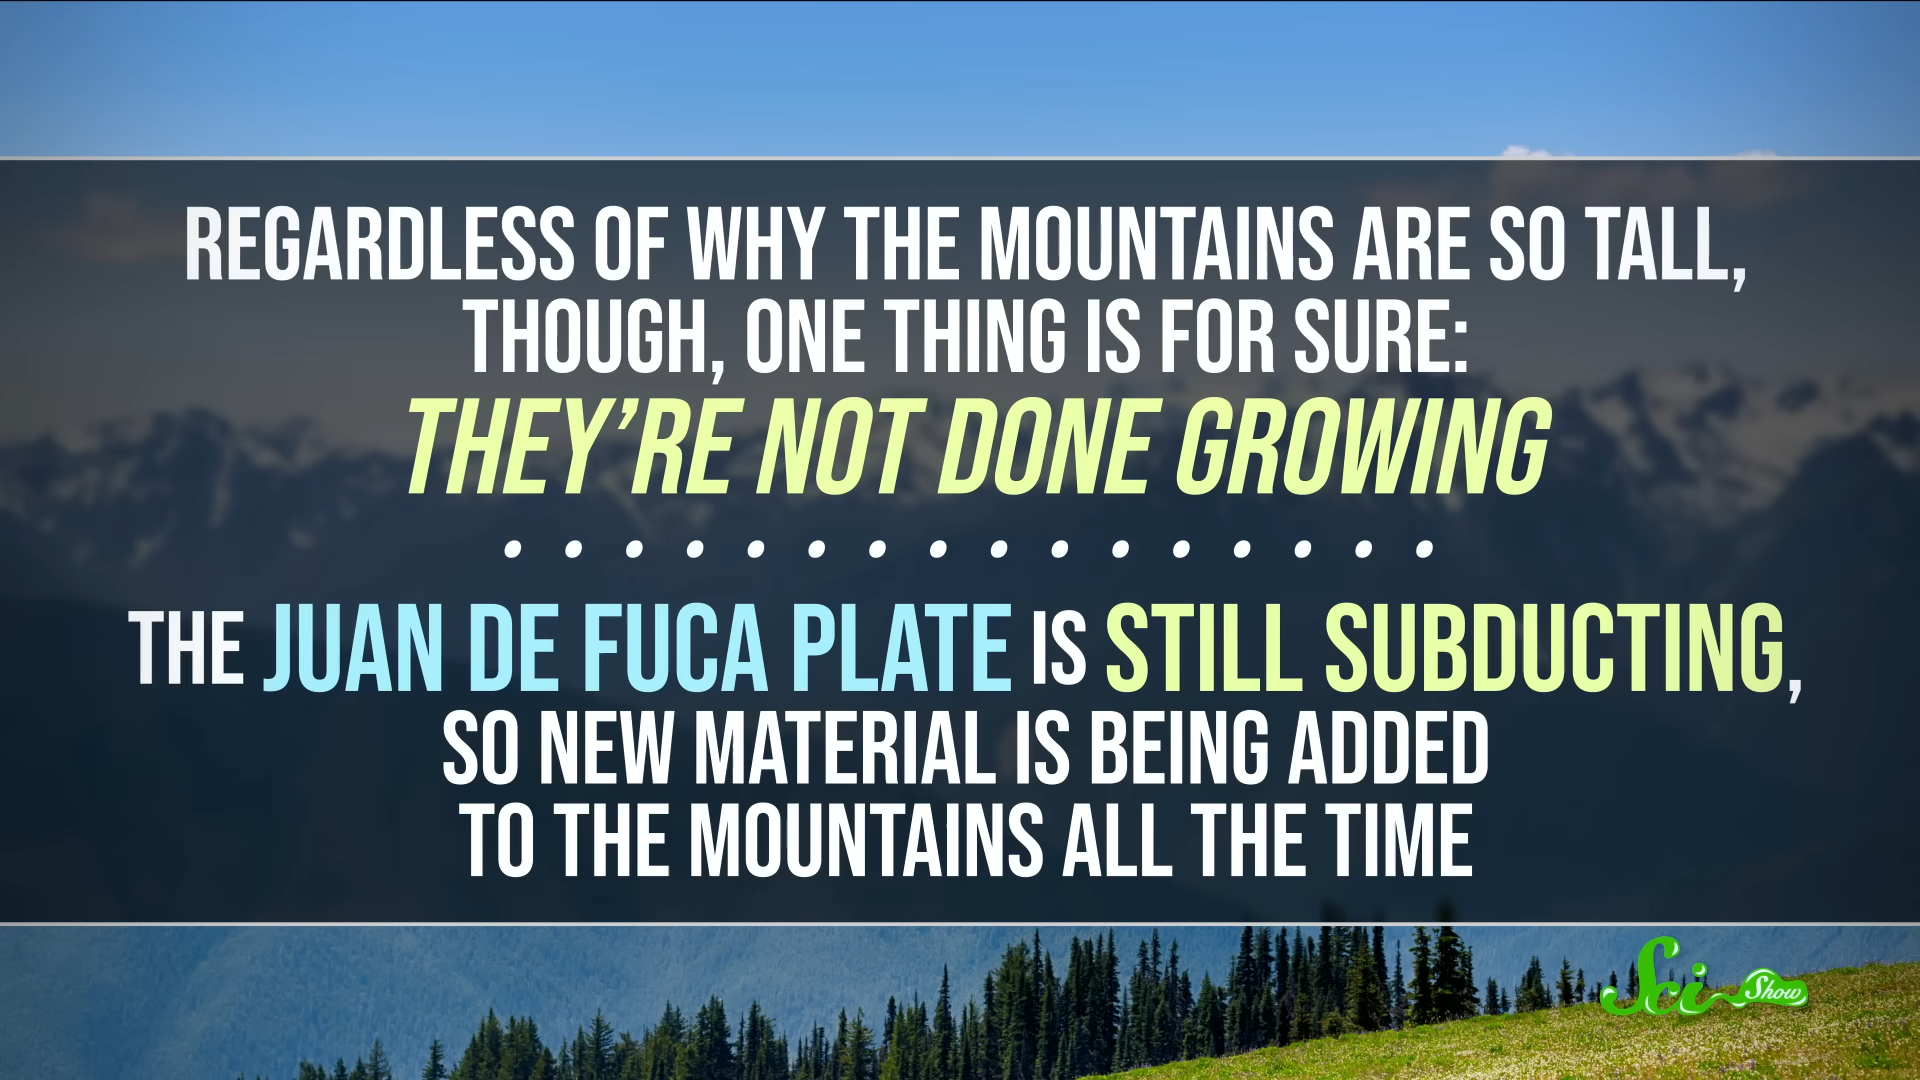 REGARDLESS OF WHY THE MOUNTAINS ARE SO TALL,
THOUGH, ONE THING IS FOR SURE:
THEY'RE NOT DONE GROWING
THE JUAN DE FUCA PLATE IS STILL SUBDUCTING,
SO NEW MATERIAL IS BEING ADDED
TO THE MOUNTAINS ALL THE TIME
Sci Show